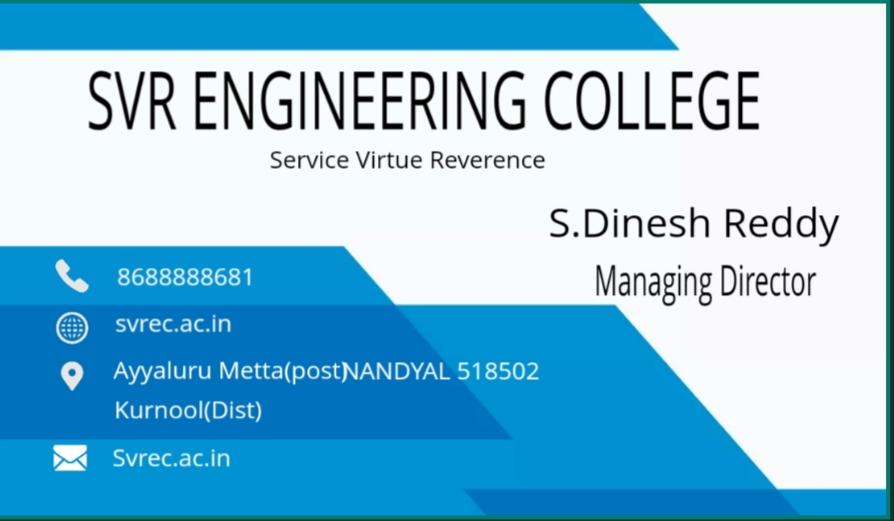 SVR ENGINEERING COLLEGE
Service Virtue Reverence
S.Dinesh Reddy
Managing Director
8688888681
svrec.ac.in
Ayyaluru Metta(post)NANDYAL 518502
Kurnool(Dist)
Svrec.ac.in